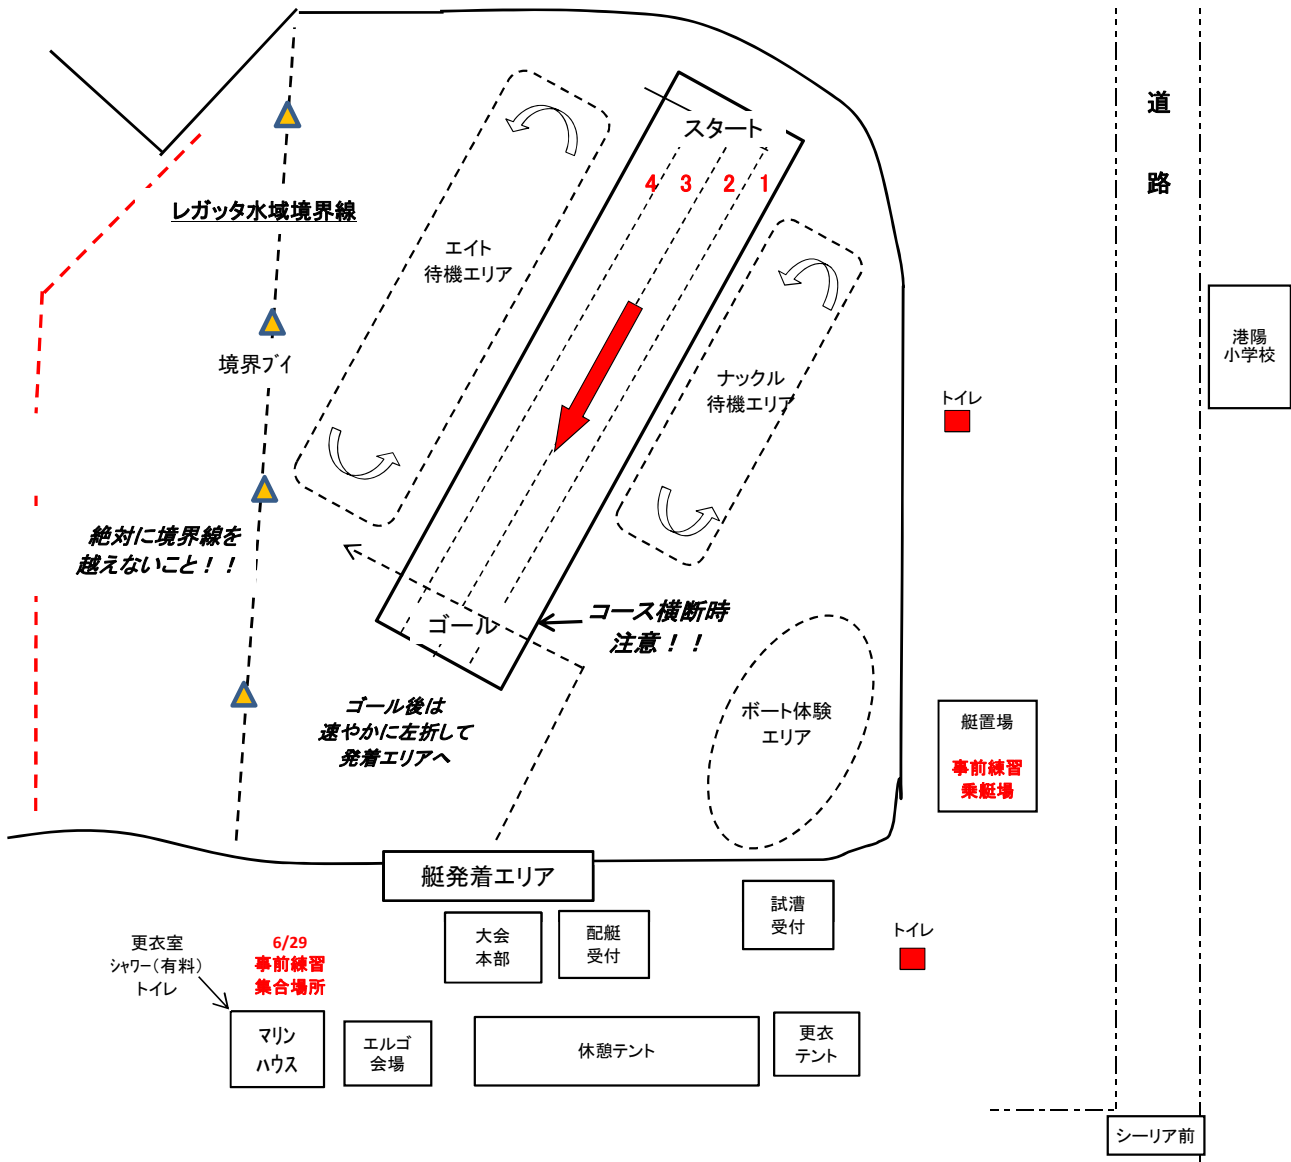 道
路
スタート
4 3 2 1
レガッタ水域境界線
エイト
待機エリア
港陽
小学校
境界ブイ
ナックル
待機エリア
トイレ
絶対に境界線を
越えないこと！！
コース横断時
注意！！
ゴール
ゴール後は
速やかに左折して
発着エリアへ
ボート体験
エリア
艇置場
事前練習
乗艇場
艇発着エリア
試漕
受付
大会
本部
配艇
受付
トイレ
更衣室
シャワー（有料）
トイレ
6/29
事前練習
集合場所
マリン
ハウス
エルゴ
会場
休憩テント
更衣
テント
シーリア前